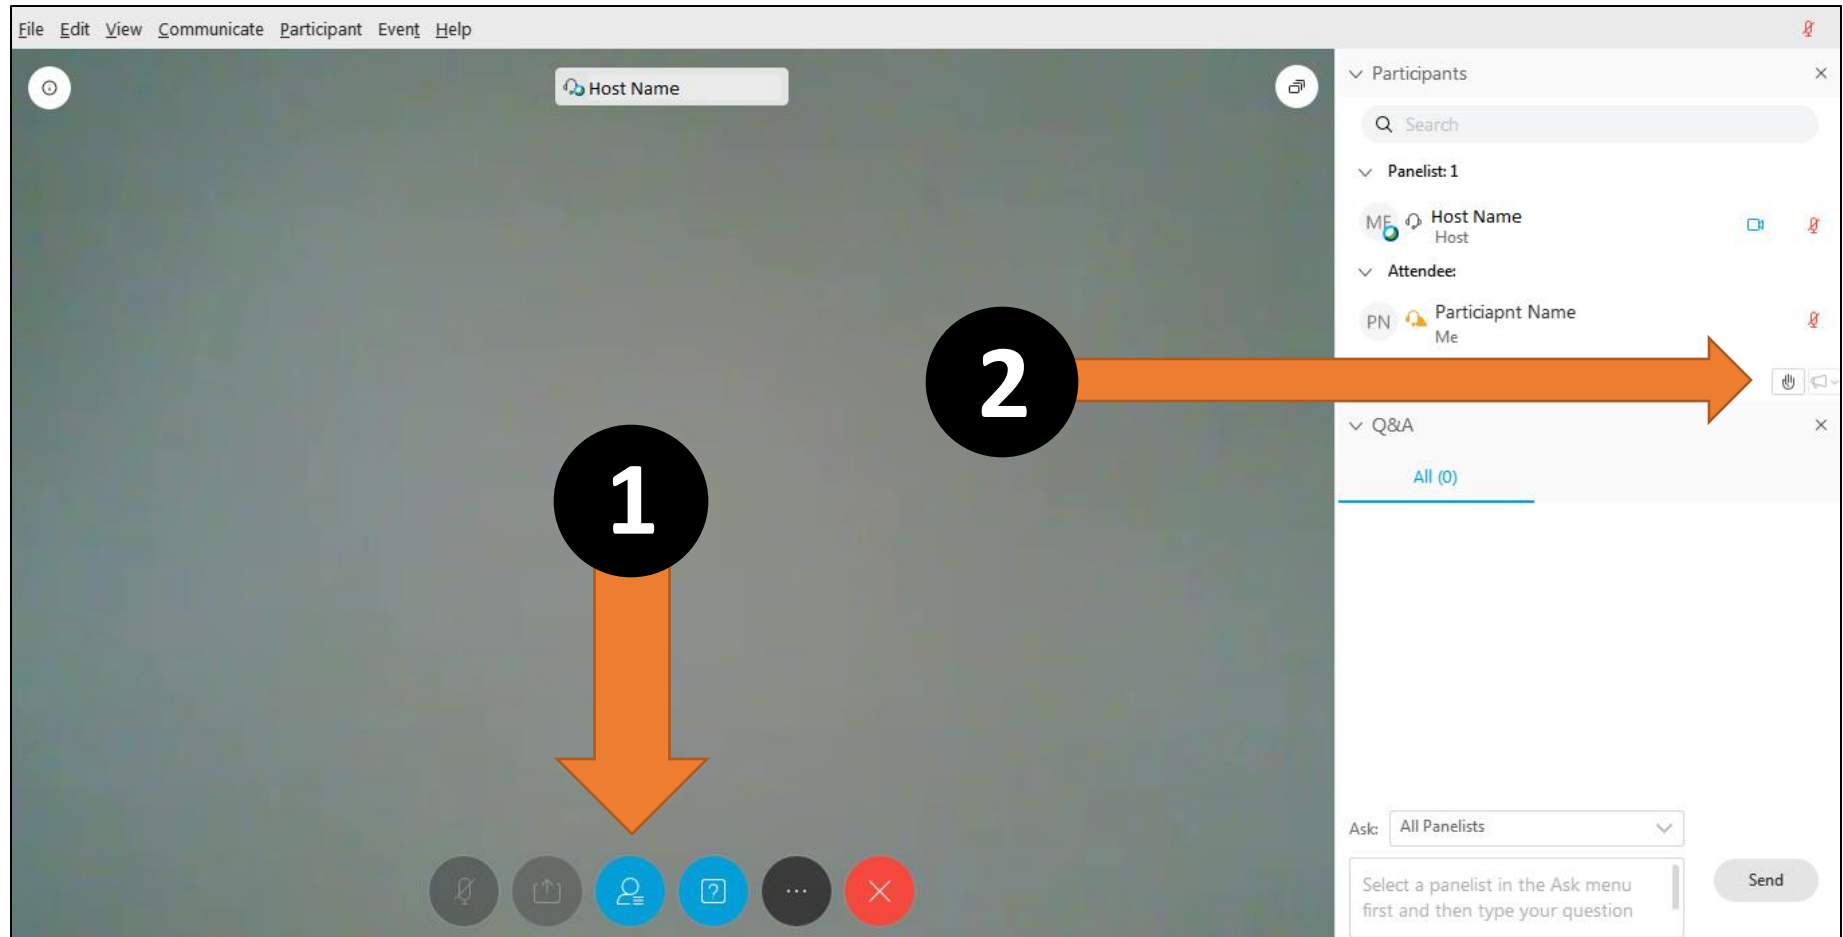 File Edit View Communicate Participant Event Help
Host Name
Participants
Search
Panelist: 1
ME
Host Name
Host
Attendee:
PN
Particiapnt Name
Me
2
Q&A
All (0)
1
Ask:
All Panelists
Select a panelist in the Ask menu
first and then type your question
Send